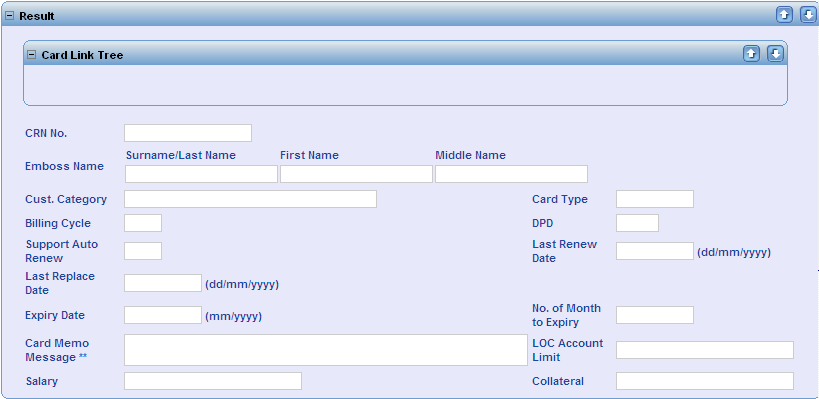 Result
Card Link Tree
CRN No.
Surname/Last Name First Name Middle Name
Emboss Name
Cust. Category Card Type
Billing Cycle DPD
Support Auto
Renew
Last Renew
Date
(dd/mm/yyyy)
Last Replace
Date
(dd/mm/yyyy)
Expiry Date (mm/yyyy)
No. of Month
to Expiry
Card Memo
Message **
LOC Account
Limit
Salary Collateral